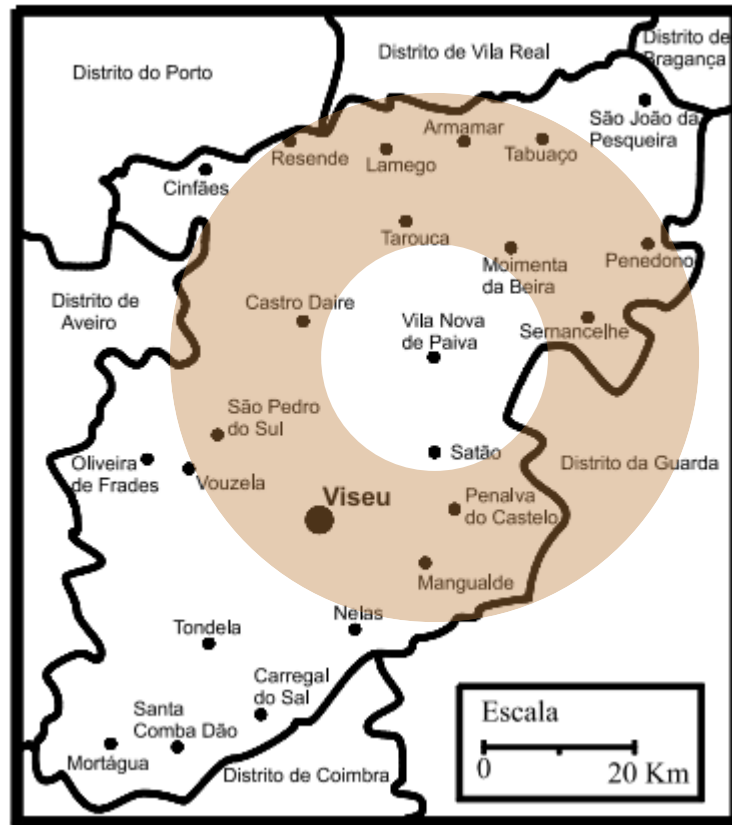 Distrito do Porto
Distrito de Vila Real
Distrito de
Bragança
São João da
Pesqueira
Armamar
Resende
Lamego
Tabuaço
Cinfães
Tarouca
Moimenta
da Beira
Penedono
Distrito de
Aveiro
Castro Daire
Vila Nova
de Paiva
Sernancelhe
São Pedro
do Sul
Oliveira
de Frades
Vouzela
Satão
Distrito da Guarda
Viseu
Penalva
do Castelo
Mangualde
Nelas
Tondela
Carregal
do Sal
Santa
Comba Dão
Mortágua
Distrito de Coimbra
Escala
0 20 Km